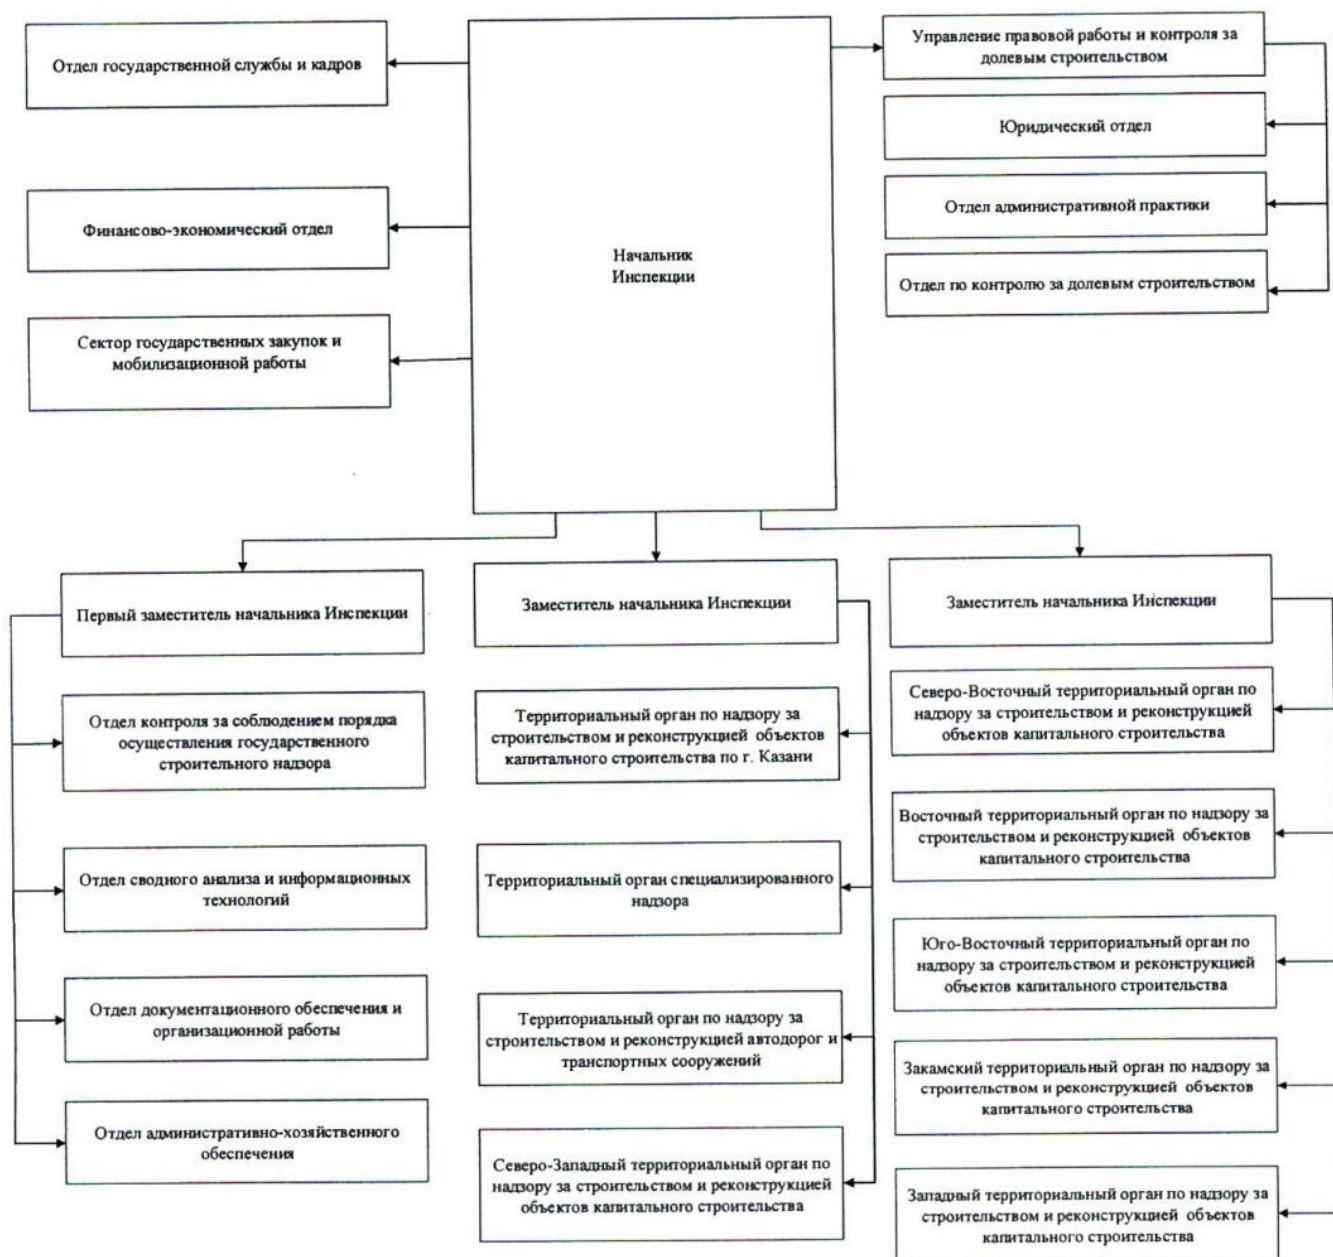 Отдел государственной службы и кадров
Финансово-экономический отдел
Сектор государственных закупок и
мобилизационной работы
Начальник
Инспекции
Управление правовой работы и контроля за
долевым строительством
Юридический отдел
Отдел административной практики
Отдел по контролю за долевым строительством
Первый заместитель начальника Инспекции
Отдел контроля за соблюдением порядка
осуществления государственного
строительного надзора
Отдел сводного анализа и информационных
технологий
Отдел документационного обеспечения и
организационной работы
Отдел административно-хозяйственного
обеспечения
Заместитель начальника Инспекции
Территориальный орган по надзору за
строительством и реконструкцией объектов
капитального строительства по г. Казани
Территориальный орган специализированного
надзора
Территориальный орган по надзору за
строительством и реконструкцией автодорог и
транспортных сооружений
Северо-Западный территориальный орган по
надзору за строительством и реконструкцией
объектов капитального строительства
Заместитель начальника Инспекции
Северо-Восточный территориальный орган по
надзору за строительством и реконструкцией
объектов капитального строительства
Восточный территориальный орган по надзору за
строительством и реконструкцией объектов
капитального строительства
Юго-Восточный территориальный орган по
надзору за строительством и реконструкцией
объектов капитального строительства
Закамский территориальный орган по надзору за
строительством и реконструкцией объектов
капитального строительства
Западный территориальный орган по надзору за
строительством и реконструкцией объектов
капитального строительства